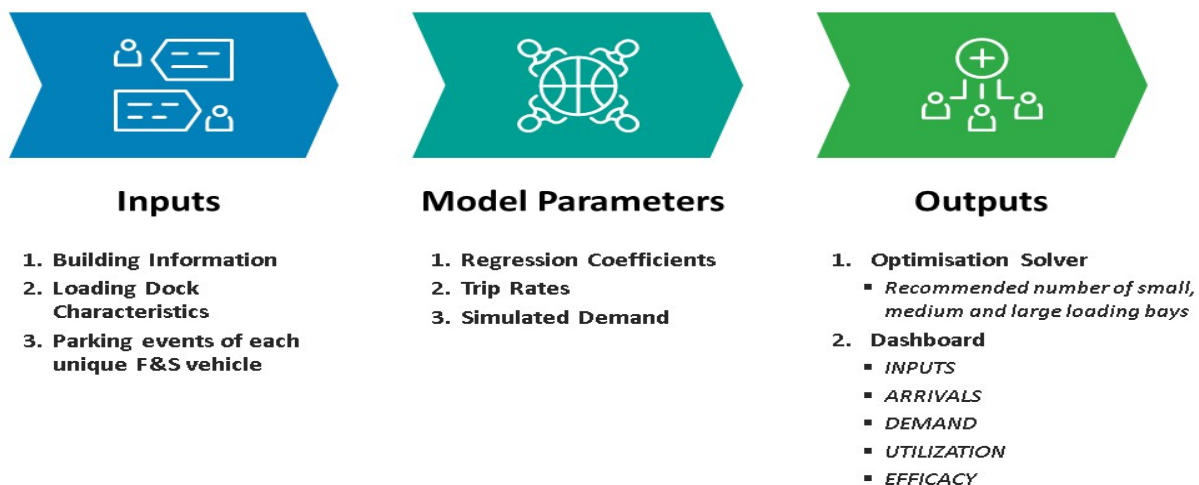 Inputs
1. Building Information
2. Loading Dock
Characteristics
3. Parking events of each
unique F&S vehicle
Model Parameters
1. Regression Coefficients
2. Trip Rates
3. Simulated Demand
Outputs
1. Optimisation Solver
▪ Recommended number of small,
medium and large loading bays
2. Dashboard
▪ INPUTS
▪ ARRIVALS
▪ DEMAND
▪ UTILIZATION
▪ EFFICACY